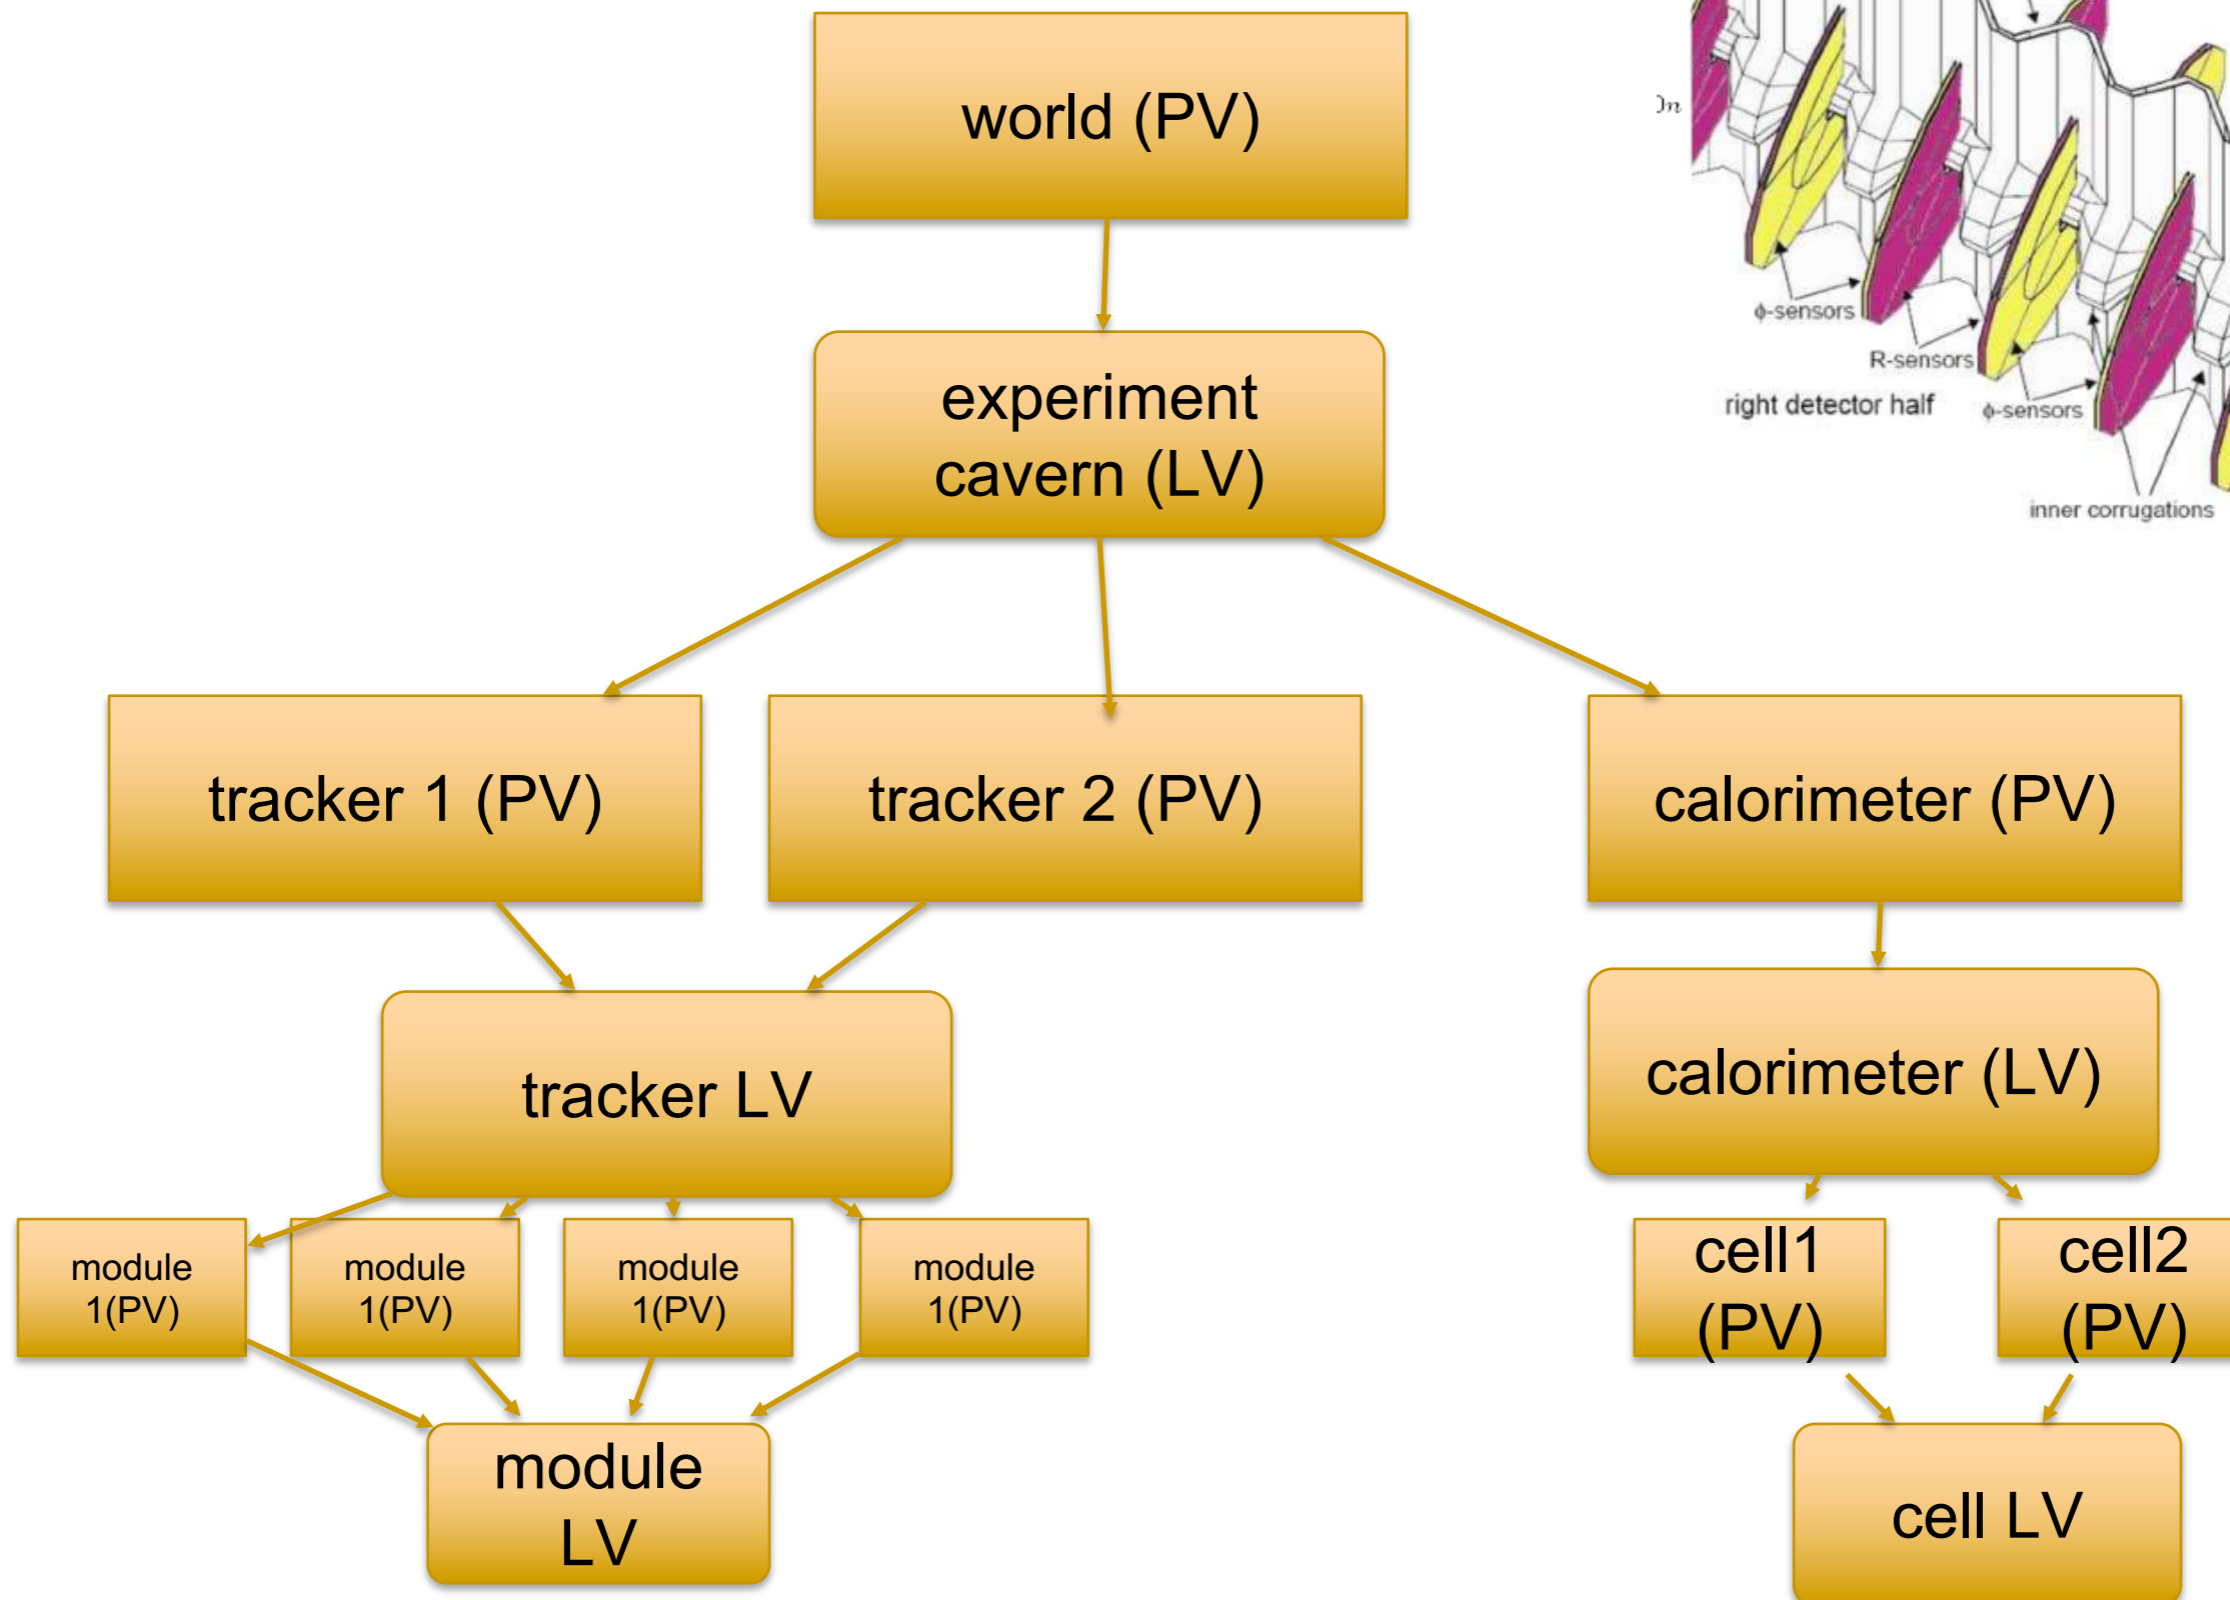 world (PV)
experiment
cavern (LV)
tracker 1 (PV)
tracker 2 (PV)
calorimeter (PV)
tracker LV
calorimeter (LV)
module
1(PV)
module
1(PV)
module
1(PV)
module
1(PV)
cell1
(PV)
cell2
(PV)
module
LV
cell LV
ϕ-sensors
R-sensors
right detector half
ϕ-sensors
inner corrugations